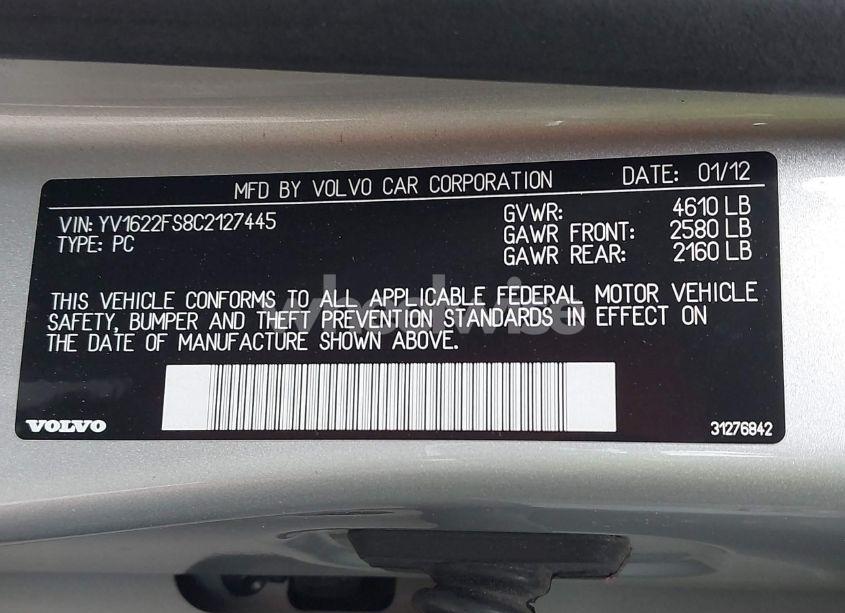 MFD BY VOLVO CAR CORPORATION DATE: 01/12
VIN: YV1622FS8C2127445 GVWR: 4610 LB
TYPE: PC GAWR FRONT: 2580 LB
GAWR REAR: 2160 LB
THIS VEHICLE CONFORMS TO ALL APPLICABLE FEDERAL MOTOR VEHICLE
SAFETY, BUMPER AND THEFT PREVENTION STANDARDS IN EFFECT ON
THE DATE OF MANUFACTURE SHOWN ABOVE.
VOLVO 31276842